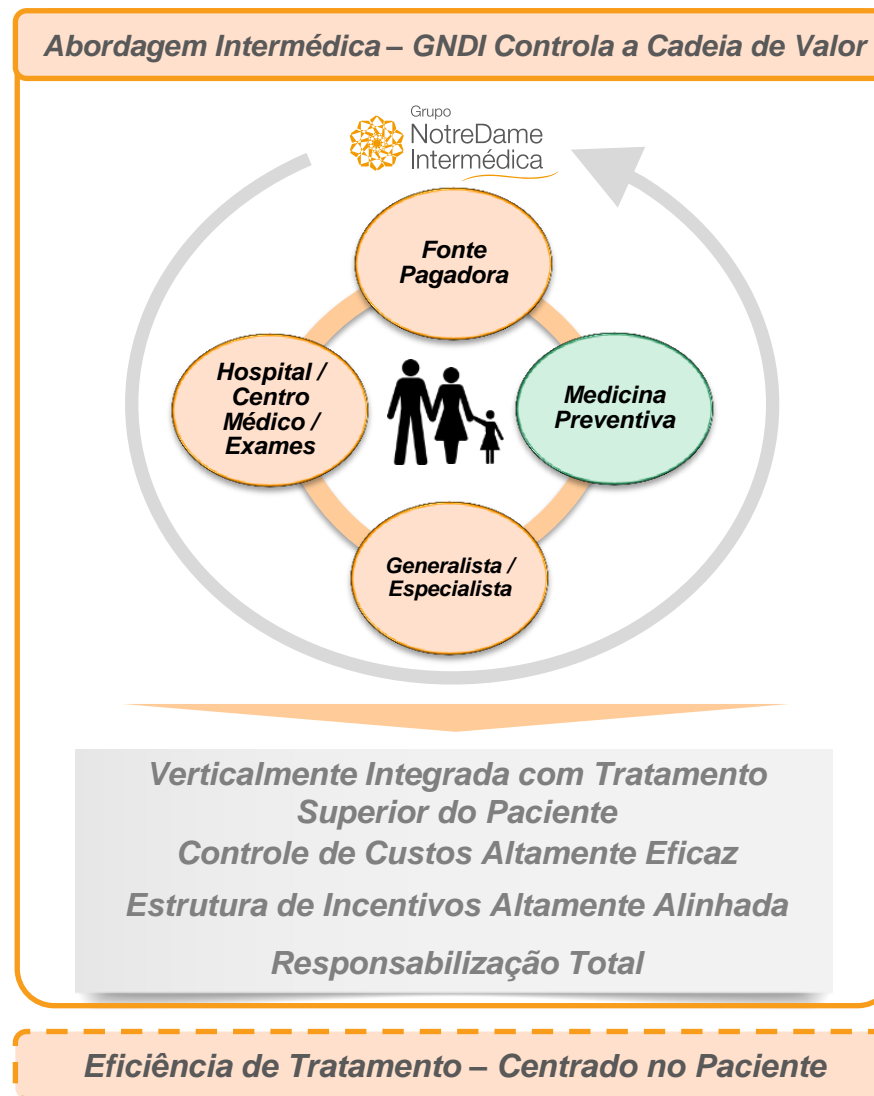 Abordagem Intermédica – GNDI Controla a Cadeia de Valor
Grupo
NotreDame
Intermédica
Fonte
Pagadora
Hospital /
Centro
Médico /
Exames
Medicina
Preventiva
Generalista /
Especialista
Verticalmente Integrada com Tratamento
Superior do Paciente
Controle de Custos Altamente Eficaz
Estrutura de Incentivos Altamente Alinhada
Responsabilização Total
Eficiência de Tratamento – Centrado no Paciente